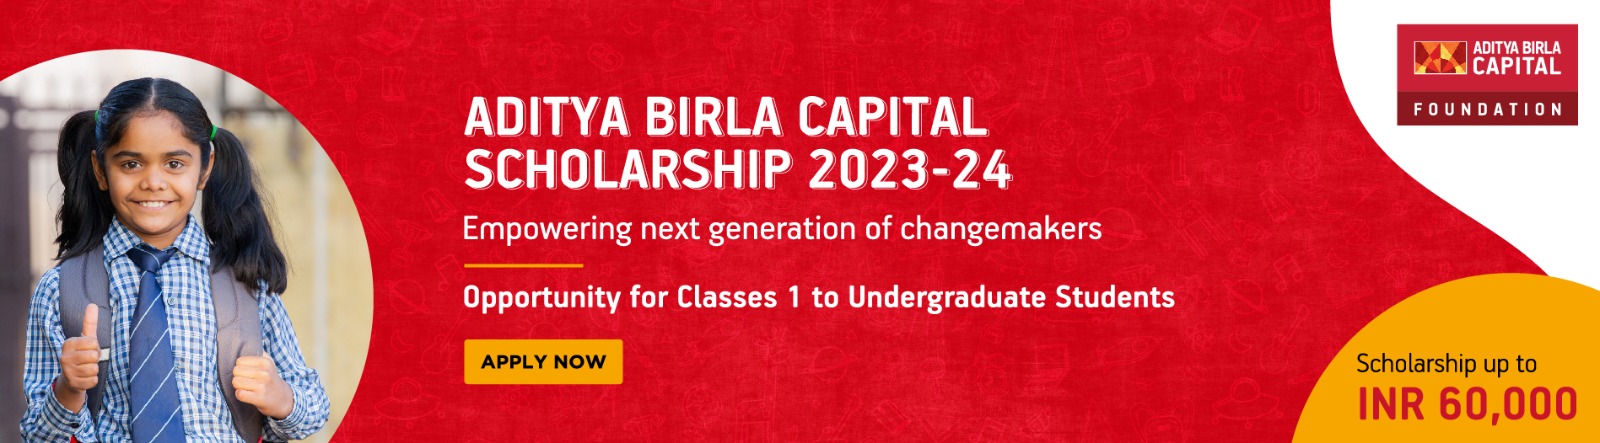 ADITYA BIRLA
CAPITAL
FOUNDATION
ADITYA BIRLA CAPITAL
SCHOLARSHIP 2023-24
Empowering next generation of changemakers
Opportunity for Classes 1 to Undergraduate Students
APPLY NOW
Scholarship up to
INR 60,000